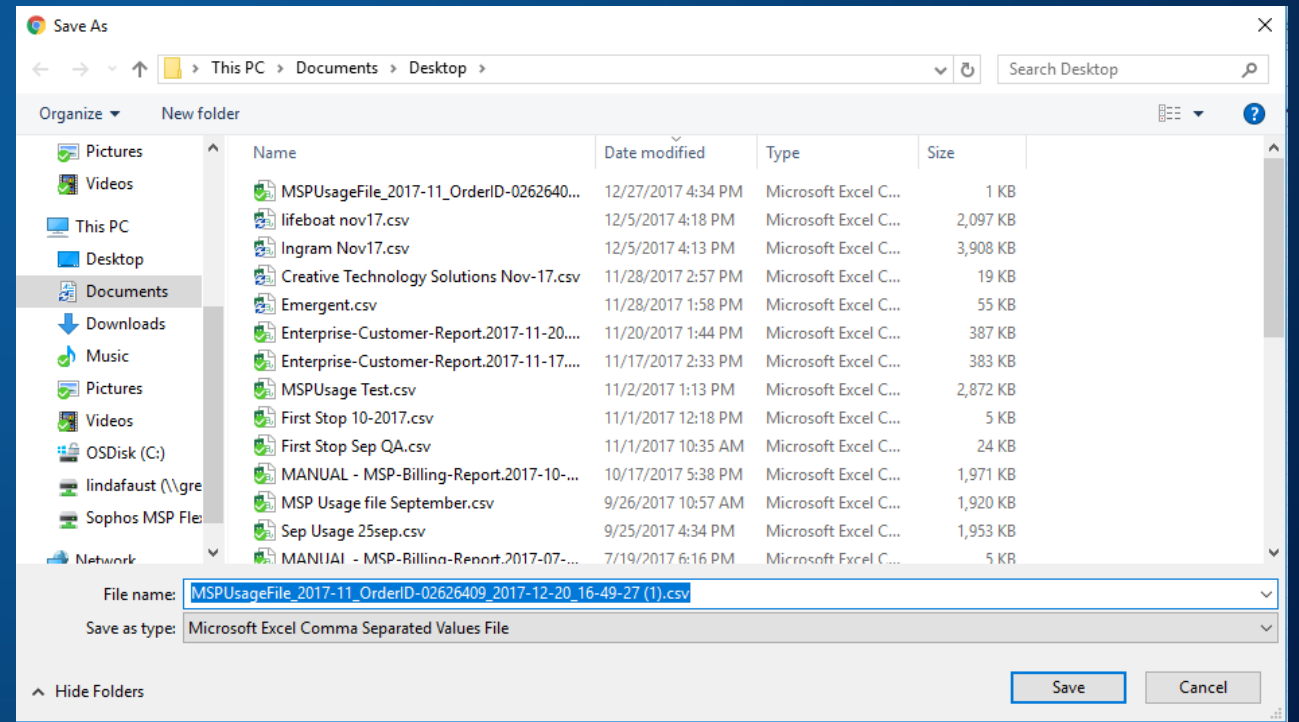 Save As
This PC > Documents > Desktop >
Search Desktop
Organize
New folder
Pictures
Videos
This PC
Desktop
Documents
Downloads
Music
Pictures
Videos
OSDisk (C:)
lindafaust (\\gre
Sophos MSP Fle
Network
Name Date modified Type Size
MSPUsageFile_2017-11_OrderID-0262640... 12/27/2017 4:34 PM Microsoft Excel C... 1 KB
lifeboat nov17.csv 12/5/2017 4:18 PM Microsoft Excel C... 2,097 KB
Ingram Nov17.csv 12/5/2017 4:13 PM Microsoft Excel C... 3,908 KB
Creative Technology Solutions Nov-17.csv 11/28/2017 2:57 PM Microsoft Excel C... 19 KB
Emergent.csv 11/28/2017 1:58 PM Microsoft Excel C... 55 KB
Enterprise-Customer-Report.2017-11-20.... 11/20/2017 1:44 PM Microsoft Excel C... 387 KB
Enterprise-Customer-Report.2017-11-17.... 11/17/2017 2:33 PM Microsoft Excel C... 383 KB
MSPUsage Test.csv 11/2/2017 1:13 PM Microsoft Excel C... 2,872 KB
First Stop 10-2017.csv 11/1/2017 12:18 PM Microsoft Excel C... 5 KB
First Stop Sep QA.csv 11/1/2017 10:35 AM Microsoft Excel C... 24 KB
MANUAL - MSP-Billing-Report.2017-10-... 10/17/2017 5:38 PM Microsoft Excel C... 1,971 KB
MSP Usage file September.csv 9/26/2017 10:57 AM Microsoft Excel C... 1,920 KB
Sep Usage 25sep.csv 9/25/2017 4:34 PM Microsoft Excel C... 1,953 KB
MANUAL - MSP-Billing-Report.2017-07-... 7/19/2017 6:16 PM Microsoft Excel C... 5 KB
File name: MSPUsageFile_2017-11_OrderID-02626409_2017-12-20_16-49-27 (1).csv
Save as type: Microsoft Excel Comma Separated Values File
Hide Folders
Save
Cancel